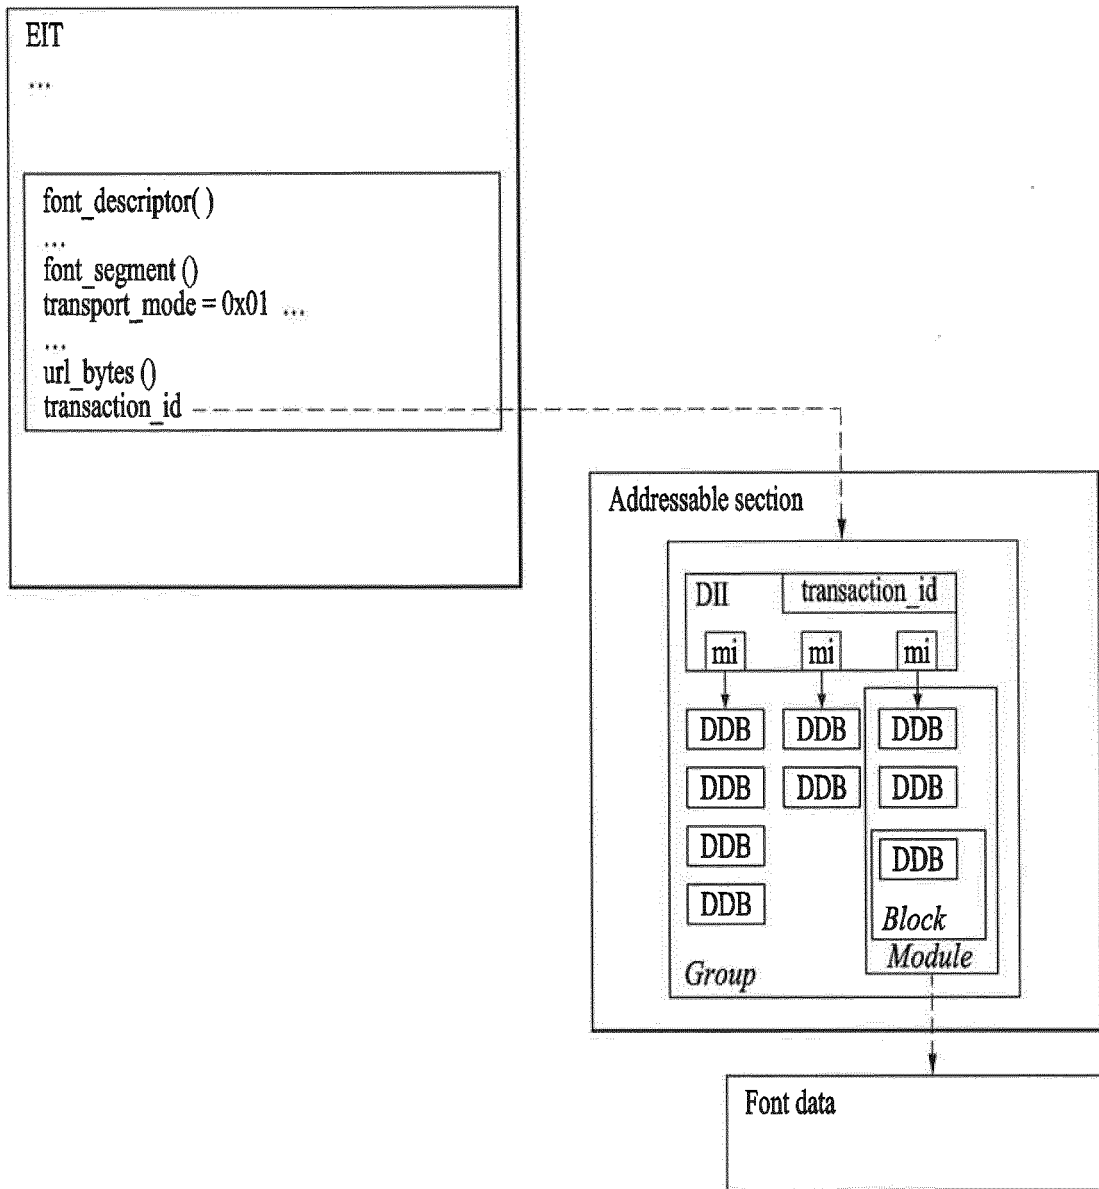 EIT
...
font_descriptor( )
...
font_segment ()
transport_mode = 0x01 ...
...
url_bytes ()
transaction_id
Addressable section
DII transaction_id
mi mi mi
DDB DDB DDB
DDB DDB DDB
DDB DDB
DDB
Block
Module
Group
Font data